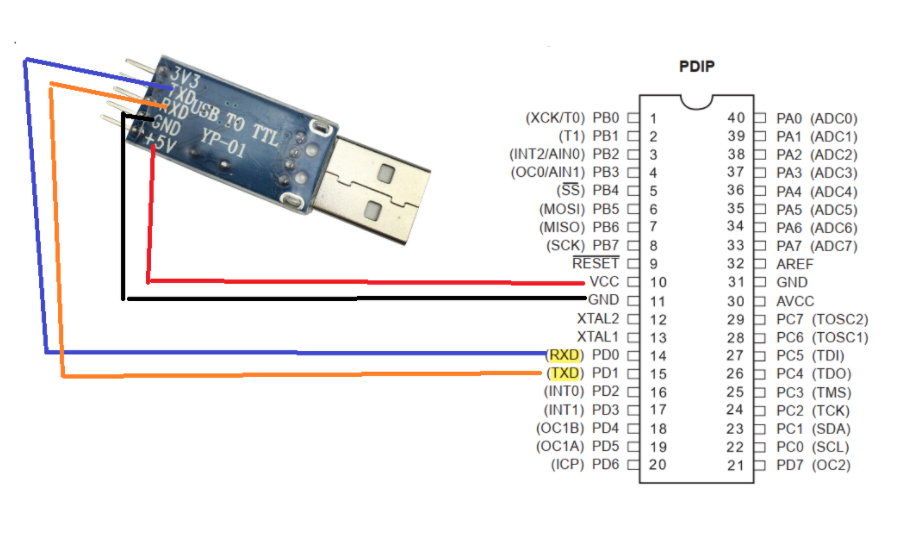 3V3
TXD
RXD
GND
+5V
USB TO TTL
YP-01
PDIP
(XCK/T0) PB0 1 40 PA0 (ADC0)
(T1) PB1 2 39 PA1 (ADC1)
(INT2/AIN0) PB2 3 38 PA2 (ADC2)
(OC0/AIN1) PB3 4 37 PA3 (ADC3)
(SS) PB4 5 36 PA4 (ADC4)
(MOSI) PB5 6 35 PA5 (ADC5)
(MISO) PB6 7 34 PA6 (ADC6)
(SCK) PB7 8 33 PA7 (ADC7)
RESET 9 32 AREF
VCC 10 31 GND
GND 11 30 AVCC
XTAL2 12 29 PC7 (TOSC2)
XTAL1 13 28 PC6 (TOSC1)
(RXD) PD0 14 27 PC5 (TDI)
(TXD) PD1 15 26 PC4 (TDO)
(INT0) PD2 16 25 PC3 (TMS)
(INT1) PD3 17 24 PC2 (TCK)
(OC1B) PD4 18 23 PC1 (SDA)
(OC1A) PD5 19 22 PC0 (SCL)
(ICP) PD6 20 21 PD7 (OC2)